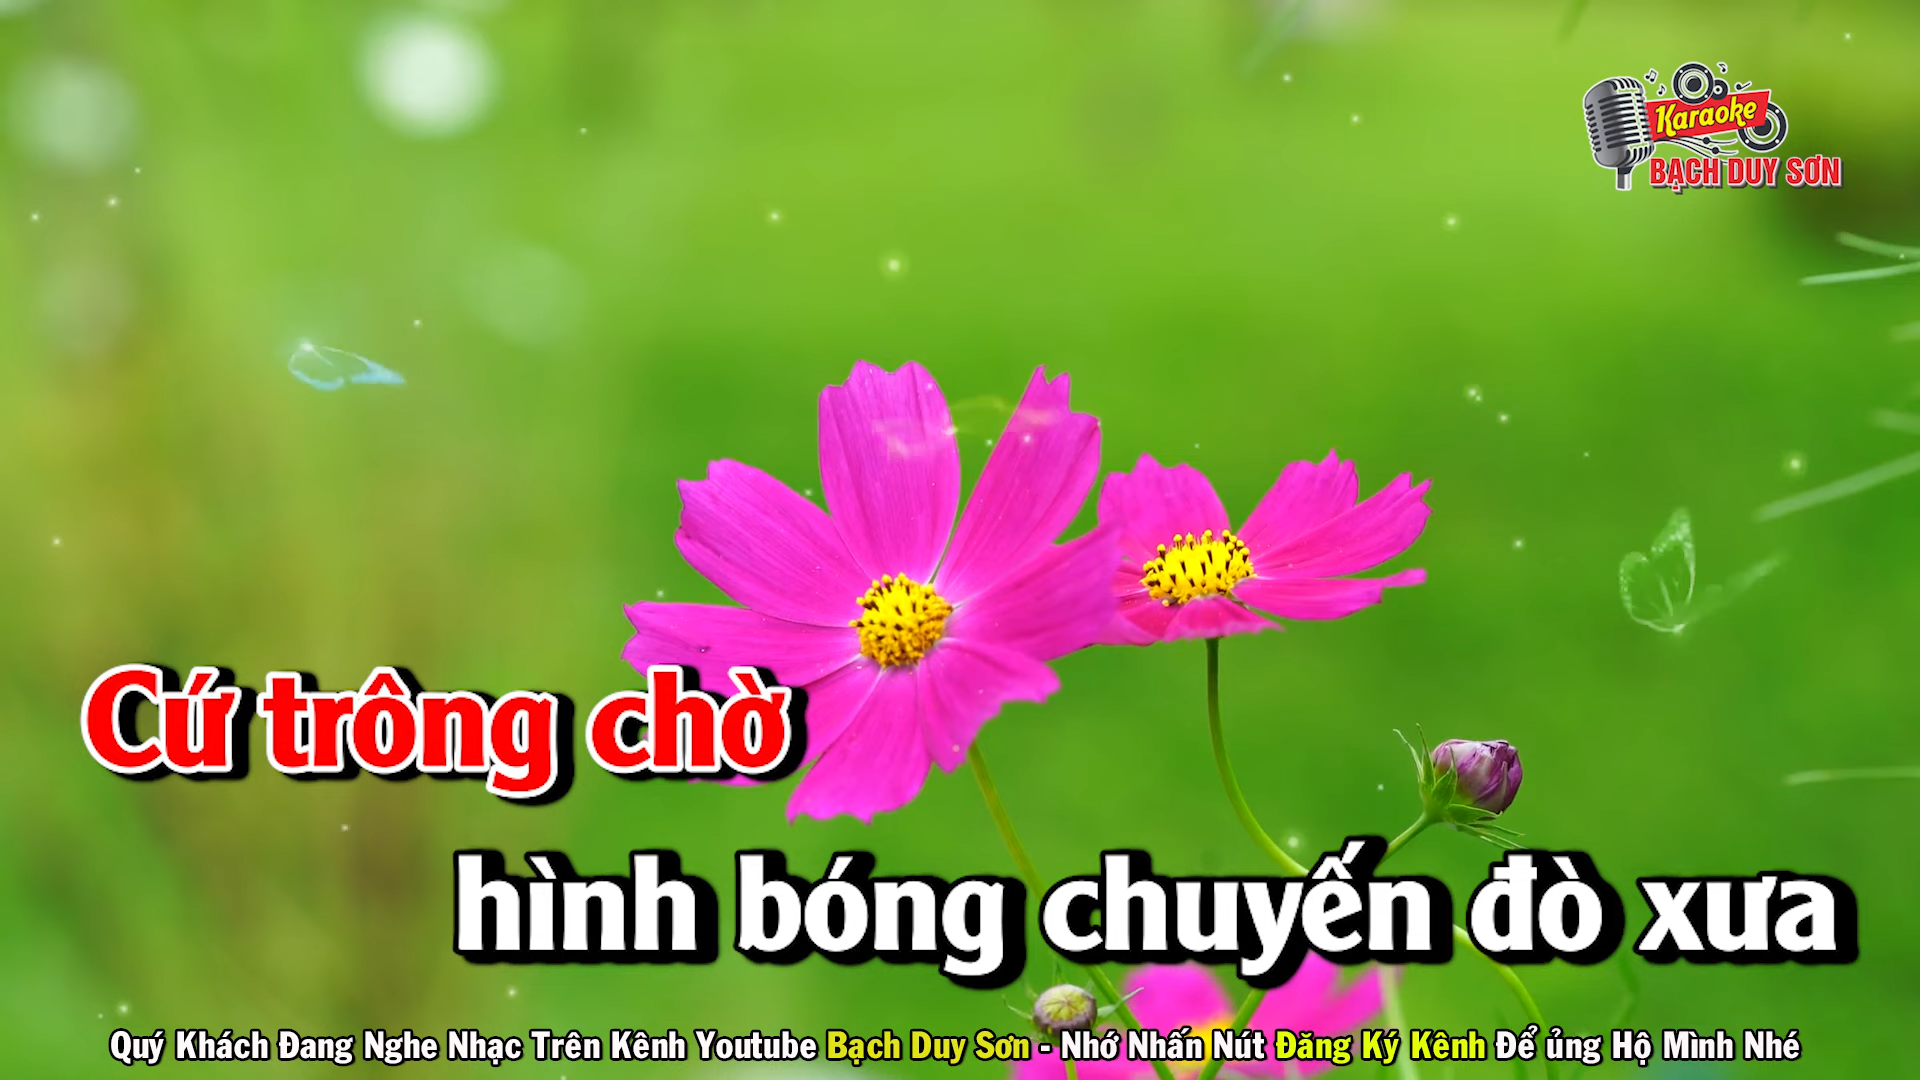 Karaoke
BẠCH DUY SƠN
Cứ trông chờ
hình bóng chuyến đò xưa
Quý Khách Đang Nghe Nhạc Trên Kênh Youtube Bạch Duy Sơn - Nhớ Nhấn Nút Đăng Ký Kênh Để ủng Hộ Mình Nhé